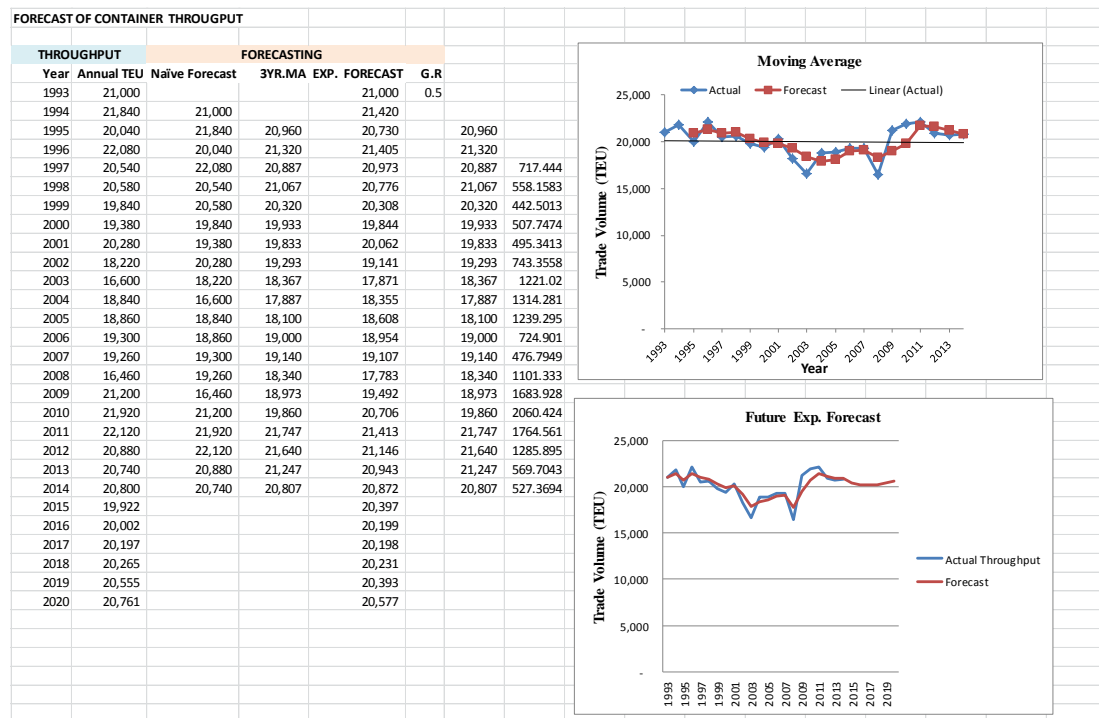 FORECAST OF CONTAINER THROUGPUT
THROUGHPUT FORECASTING
Year Annual TEU Naïve Forecast 3YR.MA EXP. FORECAST G.R
1993 21,000 21,000 0.5
1994 21,840 21,000 21,420
1995 20,040 21,840 20,960 20,730 20,960
1996 22,080 20,040 21,320 21,405 21,320
1997 20,540 22,080 20,887 20,973 20,887 717.444
1998 20,580 20,540 21,067 20,776 21,067 558.1583
1999 19,840 20,580 20,320 20,308 20,320 442.5013
2000 19,380 19,840 19,933 19,844 19,933 507.7474
2001 20,280 19,380 19,833 20,062 19,833 495.3413
2002 18,220 20,280 19,293 19,141 19,293 743.3558
2003 16,600 18,220 18,367 17,871 18,367 1221.02
2004 18,840 16,600 17,887 18,355 17,887 1314.281
2005 18,860 18,840 18,100 18,608 18,100 1239.295
2006 19,300 18,860 19,000 18,954 19,000 724.901
2007 19,260 19,300 19,140 19,107 19,140 476.7949
2008 16,460 19,260 18,340 17,783 18,340 1101.333
2009 21,200 16,460 18,973 19,492 18,973 1683.928
2010 21,920 21,200 19,860 20,706 19,860 2060.424
2011 22,120 21,920 21,747 21,413 21,747 1764.561
2012 20,880 22,120 21,640 21,146 21,640 1285.895
2013 20,740 20,880 21,247 20,943 21,247 569.7043
2014 20,800 20,740 20,807 20,872 20,807 527.3694
2015 19,922 20,397
2016 20,002 20,199
2017 20,197 20,198
2018 20,265 20,231
2019 20,555 20,393
2020 20,761 20,577
Moving Average
Actual Forecast Linear (Actual)
25,000
20,000
15,000
10,000
5,000
-
Trade Volume (TEU)
1993 1995 1997 1999 2001 2003 2005 2007 2009 2011 2013
Year
Future Exp. Forecast
25,000
20,000
15,000
10,000
5,000
-
Trade Volume (TEU)
Actual Throughput
Forecast
1993 1995 1997 1999 2001 2003 2005 2007 2009 2011 2013 2015 2017 2019